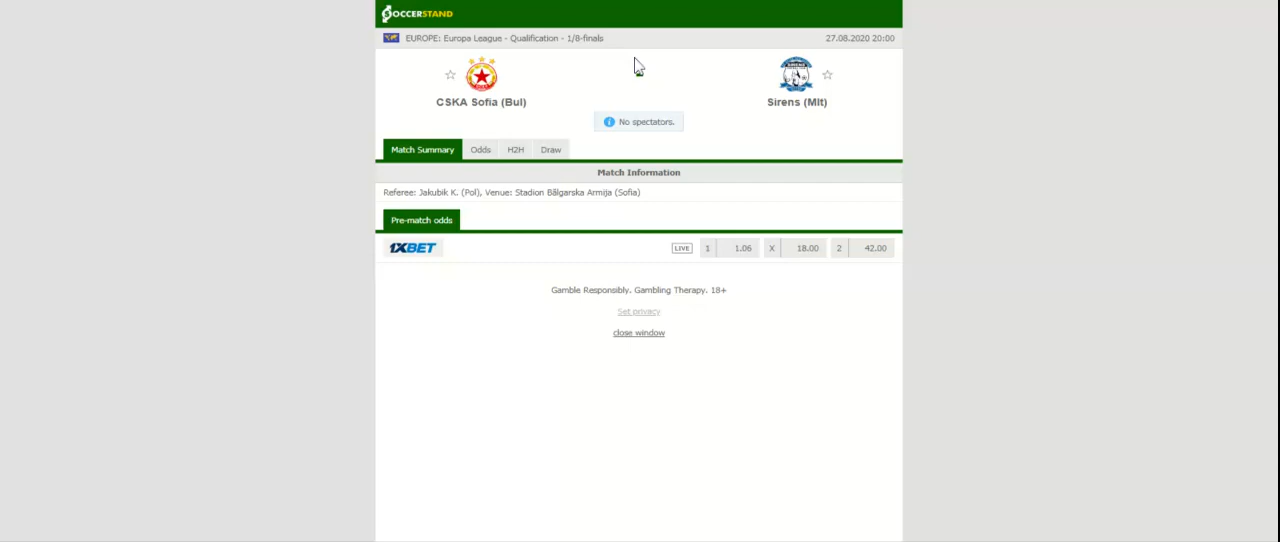 SOCCERSTAND
EUROPE: Europa League - Qualification - 1/8-finals 27.08.2020 20:00
CSKA Sofia (Bul) Sirens (Mlt)
No spectators.
Match Summary Odds H2H Draw
Match Information
Referee: Jakubik K. (Pol), Venue: Stadion Bălgarska Armija (Sofia)
Pre-match odds
1XBET LIVE 1 1.06 X 18.00 2 42.00
Gamble Responsibly. Gambling Therapy. 18+
Set privacy
close window